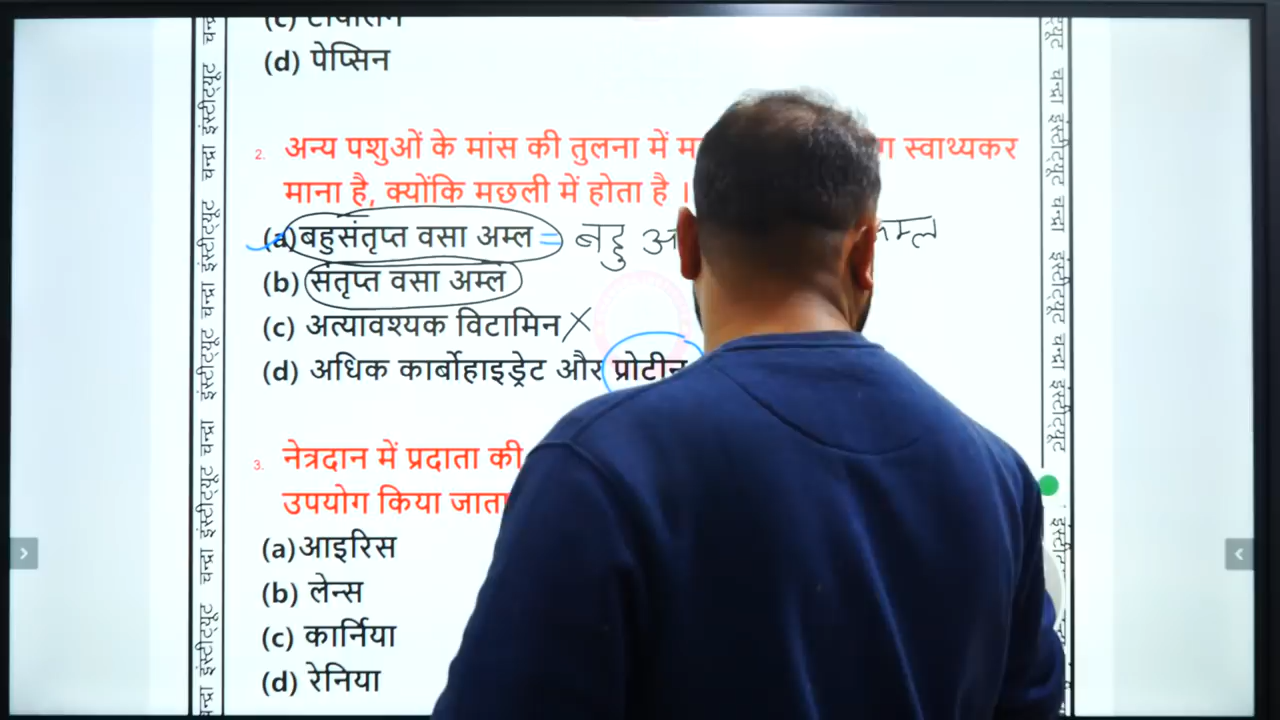 (d) पेप्सिन
2. अन्य पशुओं के मांस की तुलना में स्वाथ्यकर
माना है, क्योंकि मछली में होता है ।
(a) बहुसंतृप्त वसा अम्ल = बहु
(b) संतृप्त वसा अम्ल
(c) अत्यावश्यक विटामिन ×
(d) अधिक कार्बोहाइड्रेट और प्रोटीन
3. नेत्रदान में प्रदाता की
उपयोग किया जाता
(a) आइरिस
(b) लेन्स
(c) कार्निया
(d) रेनिया
चन्द्रा इंस्टीट्यूट चन्द्रा इंस्टीट्यूट चन्द्रा इंस्टीट्यूट चन्द्रा इंस्टीट्यूट
चन्द्रा इंस्टीट्यूट चन्द्रा इंस्टीट्यूट